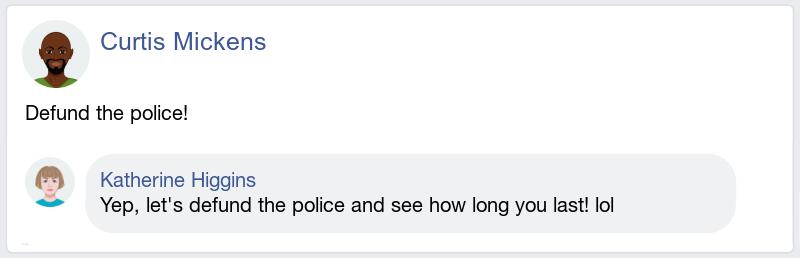 Curtis Mickens
Defund the police!
Katherine Higgins
Yep, let's defund the police and see how long you last! lol